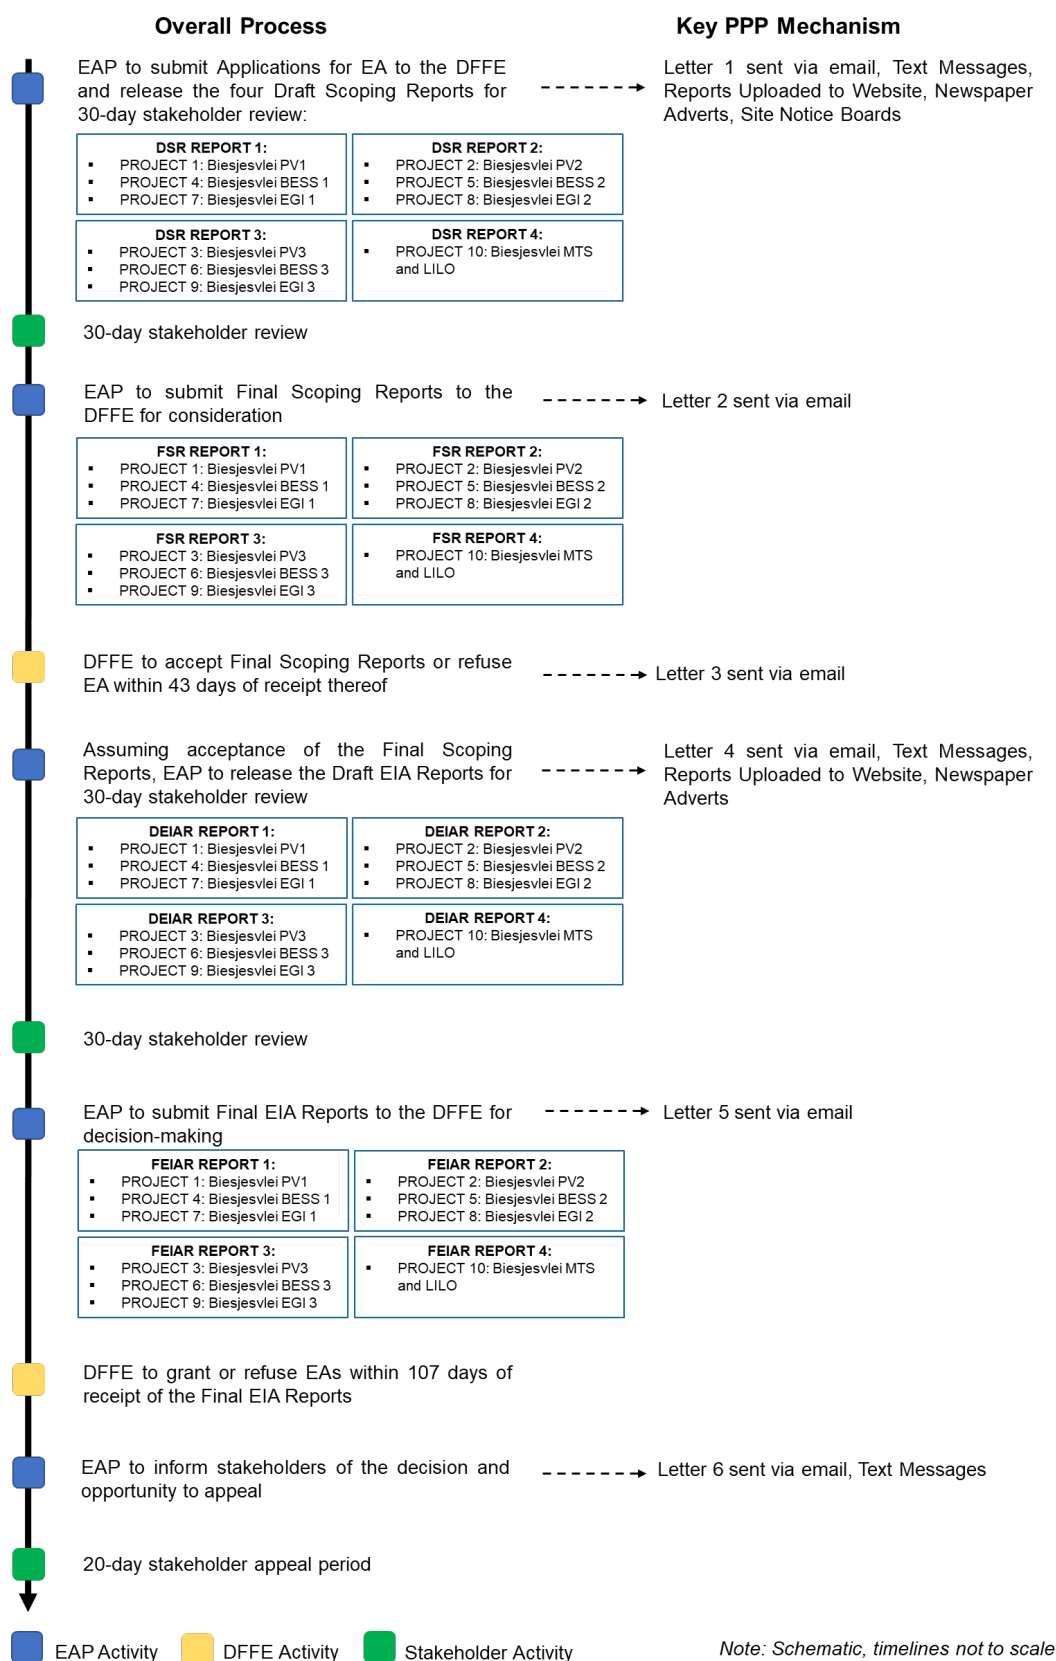 Overall Process
Key PPP Mechanism
EAP to submit Applications for EA to the DFFE
and release the four Draft Scoping Reports for
30-day stakeholder review:
Letter 1 sent via email, Text Messages,
Reports Uploaded to Website, Newspaper
Adverts, Site Notice Boards
DSR REPORT 1:
▪ PROJECT 1: Biesjesvlei PV1
▪ PROJECT 4: Biesjesvlei BESS 1
▪ PROJECT 7: Biesjesvlei EGI 1
DSR REPORT 2:
▪ PROJECT 2: Biesjesvlei PV2
▪ PROJECT 5: Biesjesvlei BESS 2
▪ PROJECT 8: Biesjesvlei EGI 2
DSR REPORT 3:
▪ PROJECT 3: Biesjesvlei PV3
▪ PROJECT 6: Biesjesvlei BESS 3
▪ PROJECT 9: Biesjesvlei EGI 3
DSR REPORT 4:
▪ PROJECT 10: Biesjesvlei MTS
and LILO
30-day stakeholder review
EAP to submit Final Scoping Reports to the
DFFE for consideration
Letter 2 sent via email
FSR REPORT 1:
▪ PROJECT 1: Biesjesvlei PV1
▪ PROJECT 4: Biesjesvlei BESS 1
▪ PROJECT 7: Biesjesvlei EGI 1
FSR REPORT 2:
▪ PROJECT 2: Biesjesvlei PV2
▪ PROJECT 5: Biesjesvlei BESS 2
▪ PROJECT 8: Biesjesvlei EGI 2
FSR REPORT 3:
▪ PROJECT 3: Biesjesvlei PV3
▪ PROJECT 6: Biesjesvlei BESS 3
▪ PROJECT 9: Biesjesvlei EGI 3
FSR REPORT 4:
▪ PROJECT 10: Biesjesvlei MTS
and LILO
DFFE to accept Final Scoping Reports or refuse
EA within 43 days of receipt thereof
Letter 3 sent via email
Assuming acceptance of the Final Scoping
Reports, EAP to release the Draft EIA Reports for
30-day stakeholder review
Letter 4 sent via email, Text Messages,
Reports Uploaded to Website, Newspaper
Adverts
DEIAR REPORT 1:
▪ PROJECT 1: Biesjesvlei PV1
▪ PROJECT 4: Biesjesvlei BESS 1
▪ PROJECT 7: Biesjesvlei EGI 1
DEIAR REPORT 2:
▪ PROJECT 2: Biesjesvlei PV2
▪ PROJECT 5: Biesjesvlei BESS 2
▪ PROJECT 8: Biesjesvlei EGI 2
DEIAR REPORT 3:
▪ PROJECT 3: Biesjesvlei PV3
▪ PROJECT 6: Biesjesvlei BESS 3
▪ PROJECT 9: Biesjesvlei EGI 3
DEIAR REPORT 4:
▪ PROJECT 10: Biesjesvlei MTS
and LILO
30-day stakeholder review
EAP to submit Final EIA Reports to the DFFE for
decision-making
Letter 5 sent via email
FEIAR REPORT 1:
▪ PROJECT 1: Biesjesvlei PV1
▪ PROJECT 4: Biesjesvlei BESS 1
▪ PROJECT 7: Biesjesvlei EGI 1
FEIAR REPORT 2:
▪ PROJECT 2: Biesjesvlei PV2
▪ PROJECT 5: Biesjesvlei BESS 2
▪ PROJECT 8: Biesjesvlei EGI 2
FEIAR REPORT 3:
▪ PROJECT 3: Biesjesvlei PV3
▪ PROJECT 6: Biesjesvlei BESS 3
▪ PROJECT 9: Biesjesvlei EGI 3
FEIAR REPORT 4:
▪ PROJECT 10: Biesjesvlei MTS
and LILO
DFFE to grant or refuse EAs within 107 days of
receipt of the Final EIA Reports
EAP to inform stakeholders of the decision and
opportunity to appeal
Letter 6 sent via email, Text Messages
20-day stakeholder appeal period
EAP Activity
DFFE Activity
Stakeholder Activity
Note: Schematic, timelines not to scale